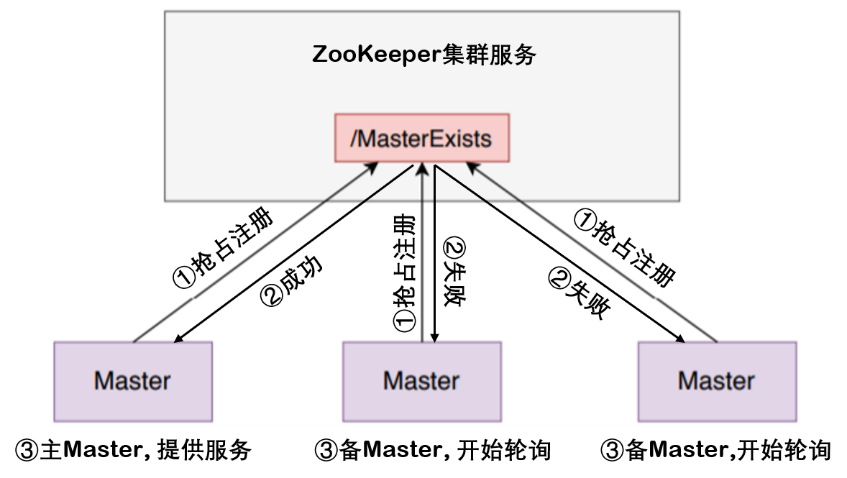 ZooKeeper集群服务
/MasterExists
①抢占注册
②成功
①抢占注册
②失败
①抢占注册
②失败
Master
Master
Master
③主Master, 提供服务
③备Master, 开始轮询
③备Master,开始轮询